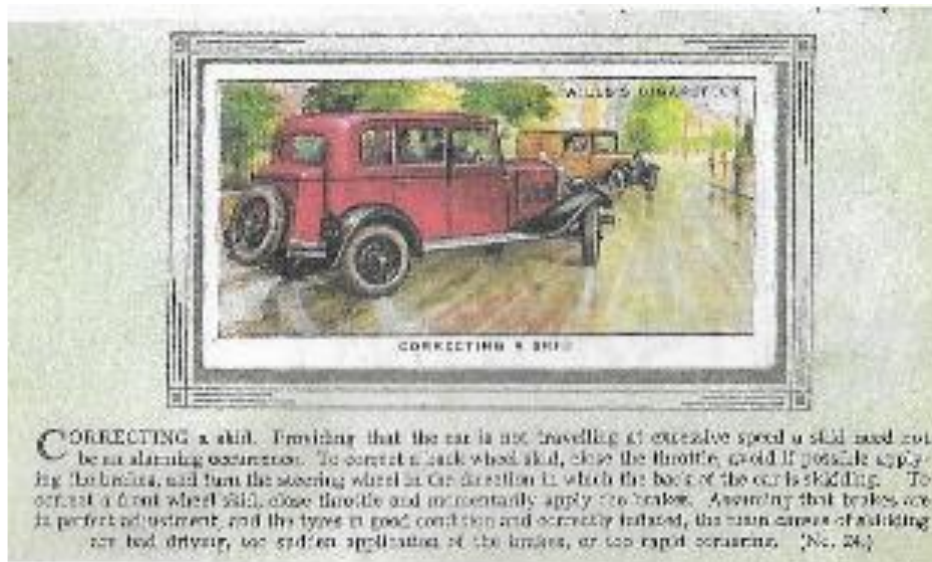 WILLS'S CIGARETTES
CORRECTING A SKID
CORRECTING a skid. Providing that the car is not travelling at excessive speed a skid need not
be an alarming occurrence. To correct a back wheel skid, close the throttle, avoid if possible apply-
ing the brakes, and turn the steering wheel in the direction in which the back of the car is skidding. To
correct a front wheel skid, close throttle and momentarily apply the brakes. Assuming that brakes are
in perfect adjustment, and the tyres in good condition and correctly inflated, the main causes of skidding
are bad driving, too sudden application of the brakes, or too rapid cornering. (No. 24.)